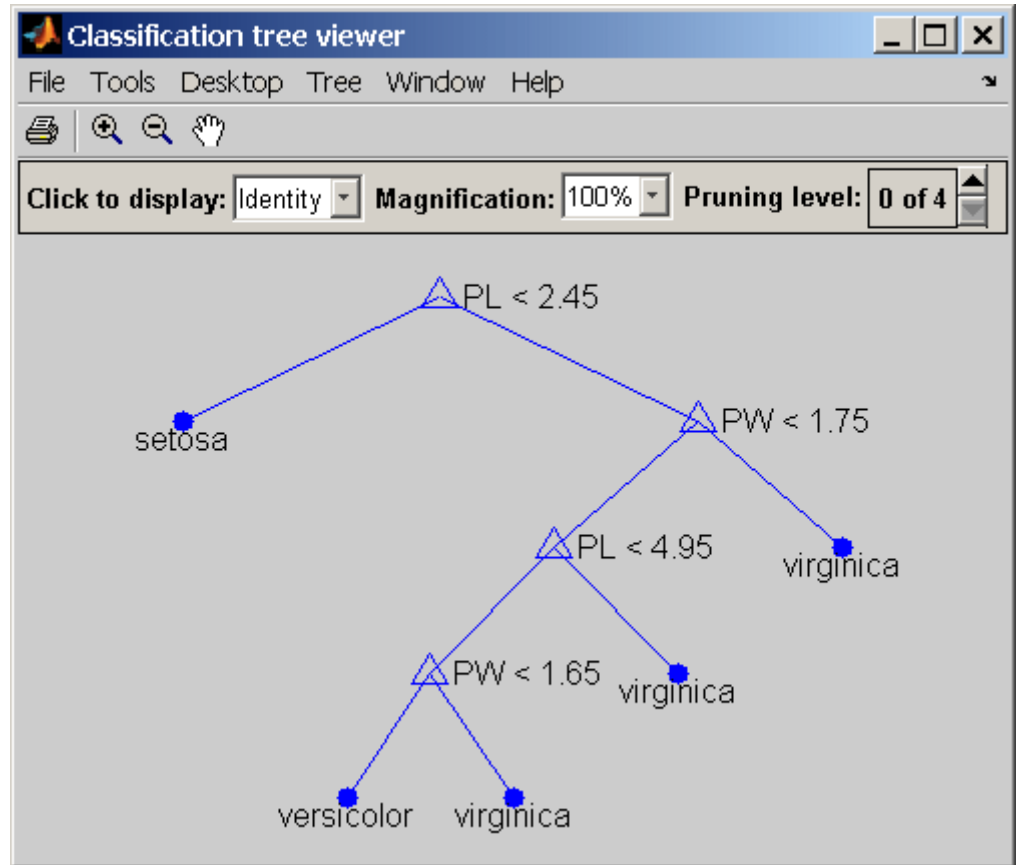 Classification tree viewer
File Tools Desktop Tree Window Help
Click to display: Identity Magnification: 100% Pruning level: 0 of 4
PL < 2.45
setosa
PW < 1.75
PL < 4.95
virginica
PW < 1.65
virginica
versicolor
virginica